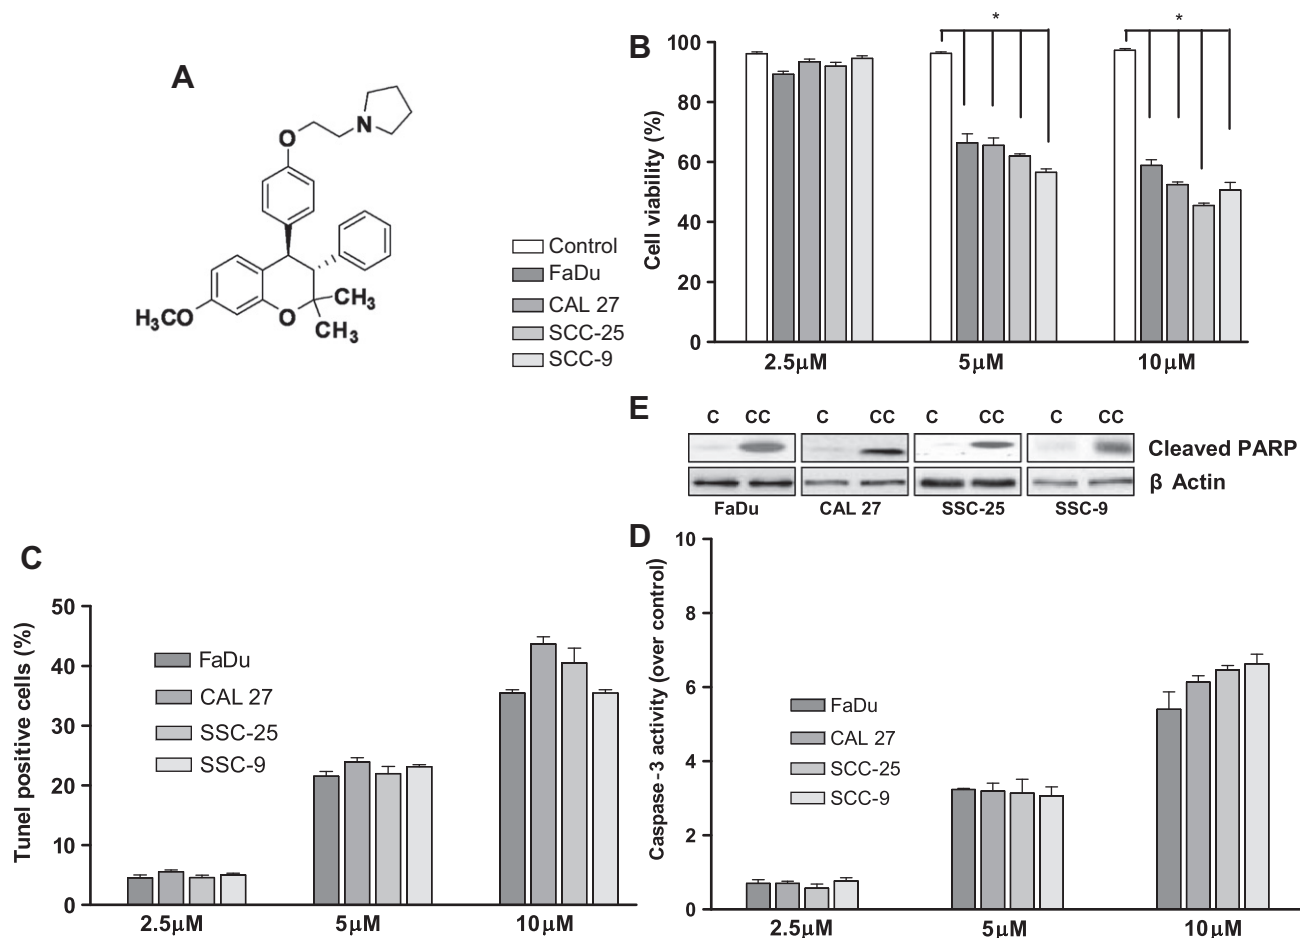 A
N
O
H₃CO
O
CH₃
CH₃
B
Cell viability (%)
100
80
60
40
20
0
*
*
2.5µM
5µM
10µM
Control
FaDu
CAL 27
SCC-25
SCC-9
E
C CC C CC C CC C CC
Cleaved PARP
β Actin
FaDu CAL 27 SSC-25 SSC-9
C
Tunel positive cells (%)
50
40
30
20
10
0
FaDu
CAL 27
SSC-25
SSC-9
2.5µM
5µM
10µM
D
Caspase-3 activity (over control)
10
8
6
4
2
0
FaDu
CAL 27
SCC-25
SCC-9
2.5µM
5µM
10µM